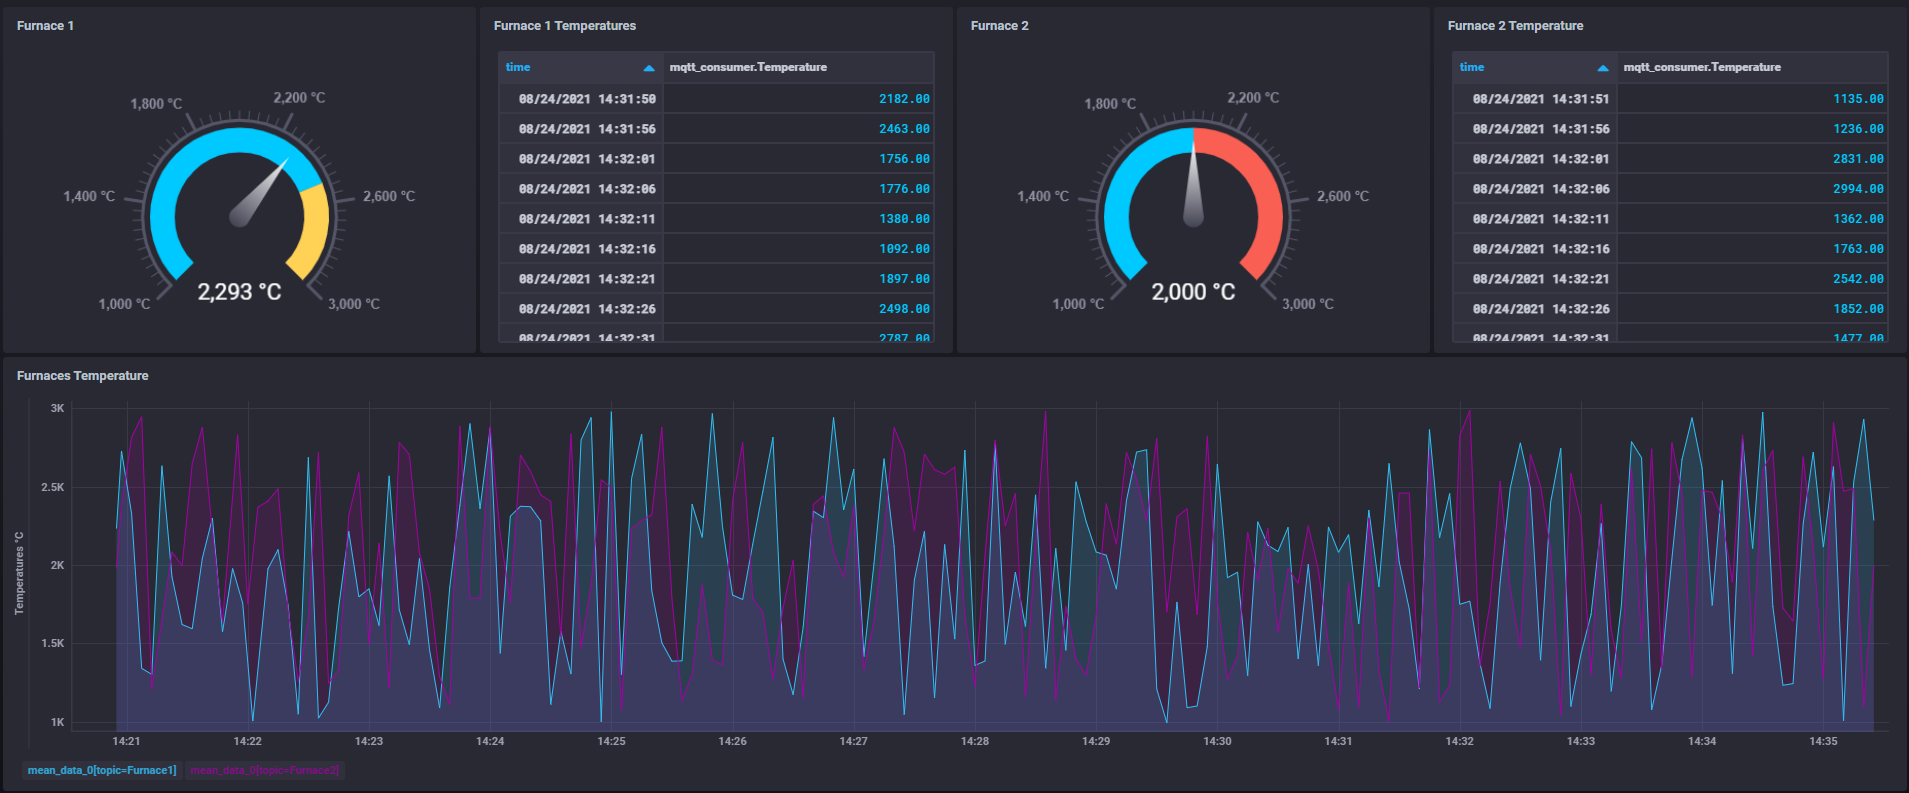 Furnace 1
1,000 °C
1,400 °C
1,800 °C
2,200 °C
2,600 °C
3,000 °C
2,293 °C
Furnace 1 Temperatures
time mqtt_consumer.Temperature
08/24/2021 14:31:50 2182.00
08/24/2021 14:31:56 2463.00
08/24/2021 14:32:01 1756.00
08/24/2021 14:32:06 1776.00
08/24/2021 14:32:11 1380.00
08/24/2021 14:32:16 1092.00
08/24/2021 14:32:21 1897.00
08/24/2021 14:32:26 2498.00
08/24/2021 14:32:31 2787.00
Furnace 2
1,000 °C
1,400 °C
1,800 °C
2,200 °C
2,600 °C
3,000 °C
2,000 °C
Furnace 2 Temperature
time mqtt_consumer.Temperature
08/24/2021 14:31:51 1135.00
08/24/2021 14:31:56 1236.00
08/24/2021 14:32:01 2831.00
08/24/2021 14:32:06 2994.00
08/24/2021 14:32:11 1362.00
08/24/2021 14:32:16 1763.00
08/24/2021 14:32:21 2542.00
08/24/2021 14:32:26 1852.00
08/24/2021 14:32:31 1477.00
Furnaces Temperature
Temperatures °C
3K
2.5K
2K
1.5K
1K
14:21 14:22 14:23 14:24 14:25 14:26 14:27 14:28 14:29 14:30 14:31 14:32 14:33 14:34 14:35
mean_data_0[topic=Furnace1] mean_data_0[topic=Furnace2]